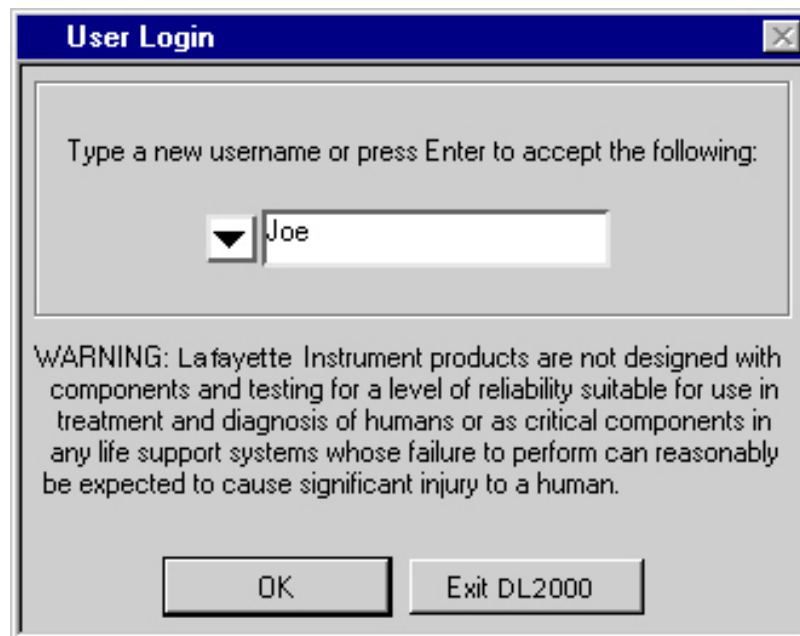 User Login
Type a new username or press Enter to accept the following:
Joe
WARNING: Lafayette Instrument products are not designed with
components and testing for a level of reliability suitable for use in
treatment and diagnosis of humans or as critical components in
any life support systems whose failure to perform can reasonably
be expected to cause significant injury to a human.
OK
Exit DL2000